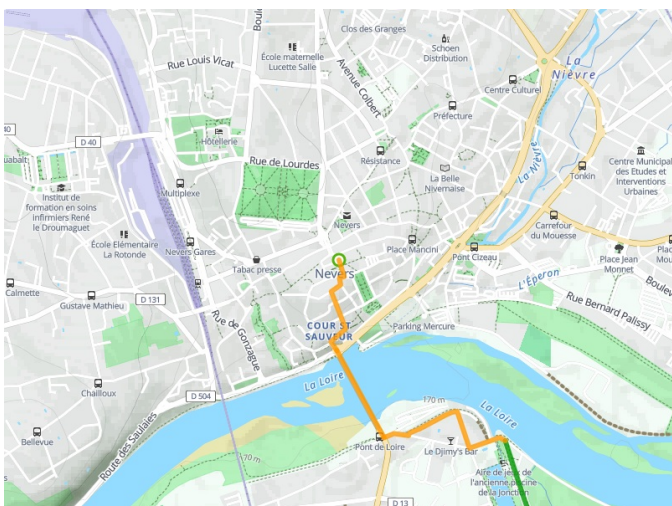 Clos des Granges
Schoen
Distribution
École maternelle
Lucette Salle
Rue Louis Vicat
Avenue Colbert
La
Nièvre
Centre Culturel
Préfecture
D 40
Hôtellerie
Rue de Lourdes
Résistance
La Belle
Nivernaise
La Nièvre
Tonkin
Centre Municipal
des Etudes et
Interventions
Urbaines
Multiplexe
Institut de
formation en soins
infirmiers René
le Droumaguet
École Elémentaire
La Rotonde
Nevers Gares
Nevers
Place Mancini
Pont Cizeau
Carrefour
du Mouesse
Place Jean
Monnet
Tabac presse
Nevers
L'Éperon
Calmette
Gustave Mathieu
D 131
Rue de Gonzague
COUR ST
SAUVEUR
Parking Mercure
Rue Bernard Palissy
La Loire
Chailloux
D 504
Route des Saulaies
Bellevue
170 m
La Loire
Pont de Loire
Le Djimy's Bar
Aire de jeux de
l'ancienne piscine
de la Jonction
D 13